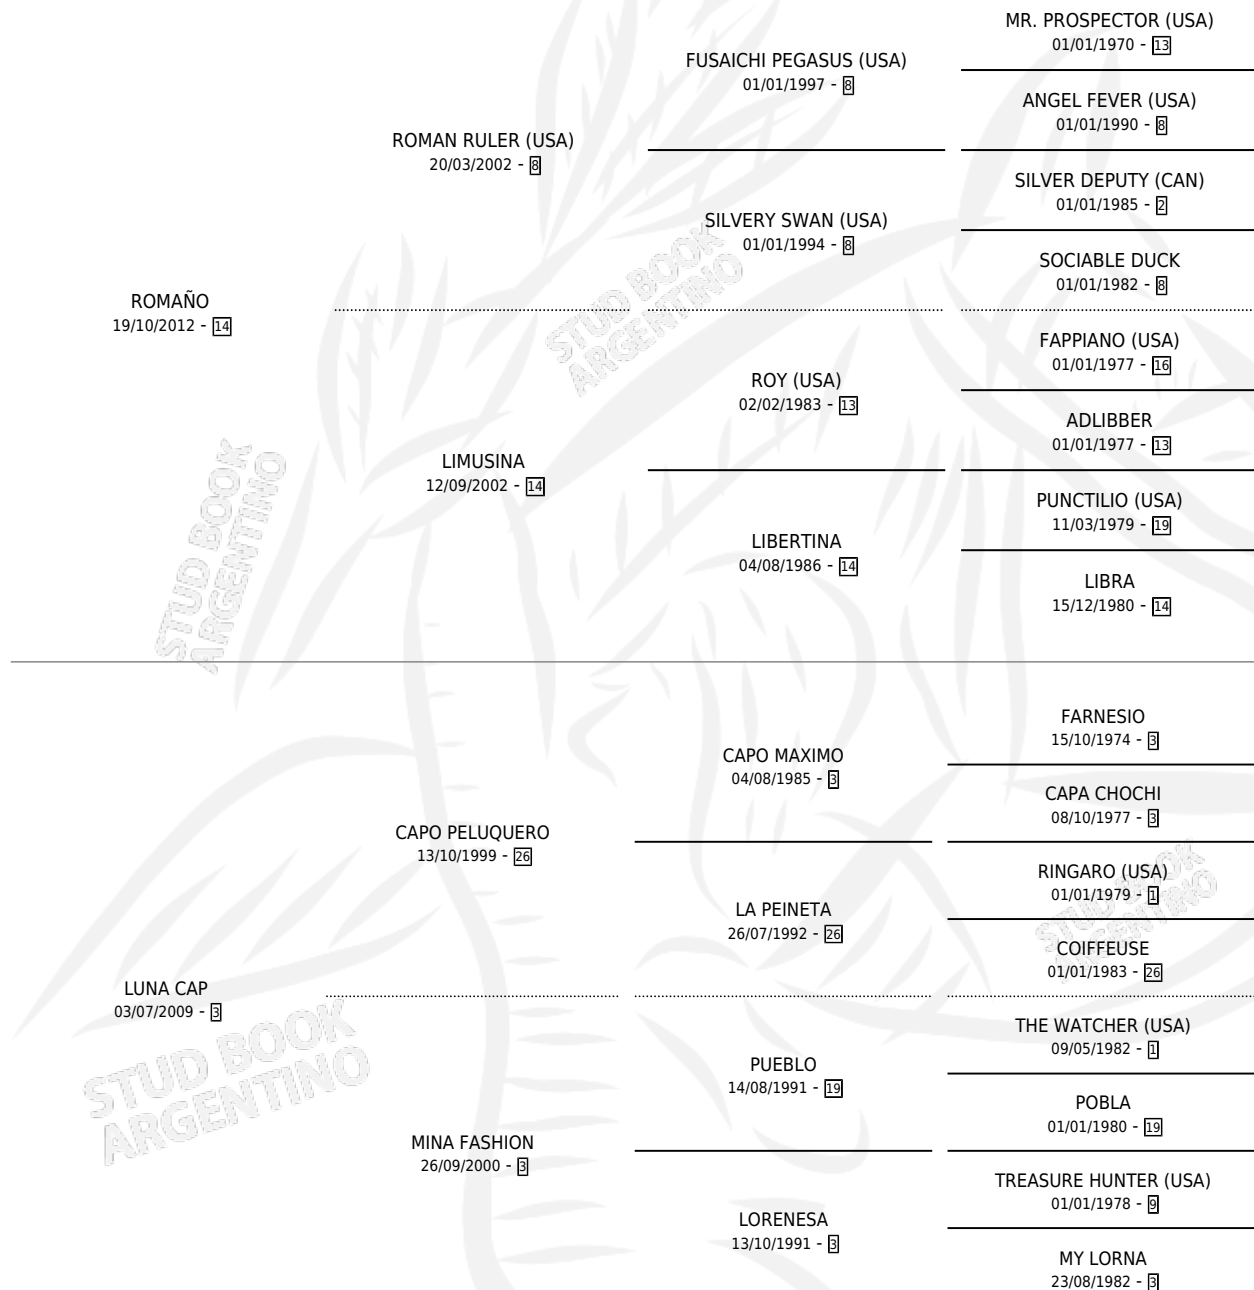 MR. PROSPECTOR (USA)
01/01/1970 - 13
FUSAICHI PEGASUS (USA)
01/01/1997 - 8
ANGEL FEVER (USA)
01/01/1990 - 8
ROMAN RULER (USA)
20/03/2002 - 8
SILVER DEPUTY (CAN)
01/01/1985 - 2
SILVERY SWAN (USA)
01/01/1994 - 8
SOCIABLE DUCK
01/01/1982 - 8
STUD BOOK
ARGENTINO
ROMAÑO
19/10/2012 - 14
FAPPIANO (USA)
01/01/1977 - 16
ROY (USA)
02/02/1983 - 13
ADLIBBER
01/01/1977 - 13
LIMUSINA
12/09/2002 - 14
PUNCTILIO (USA)
11/03/1979 - 19
LIBERTINA
04/08/1986 - 14
LIBRA
15/12/1980 - 14
STUD BOOK
ARGENTINO
FARNESIO
15/10/1974 - 3
CAPO MAXIMO
04/08/1985 - 3
CAPA CHOCHI
08/10/1977 - 3
CAPO PELUQUERO
13/10/1999 - 26
RINGARO (USA)
01/01/1979 - 1
LA PEINETA
26/07/1992 - 26
COIFFEUSE
01/01/1983 - 26
STUD BOOK
ARGENTINO
LUNA CAP
03/07/2009 - 3
THE WATCHER (USA)
09/05/1982 - 1
PUEBLO
14/08/1991 - 19
POBLA
01/01/1980 - 19
STUD BOOK
ARGENTINO
MINA FASHION
26/09/2000 - 3
TREASURE HUNTER (USA)
01/01/1978 - 9
LORENESA
13/10/1991 - 3
MY LORNA
23/08/1982 - 3